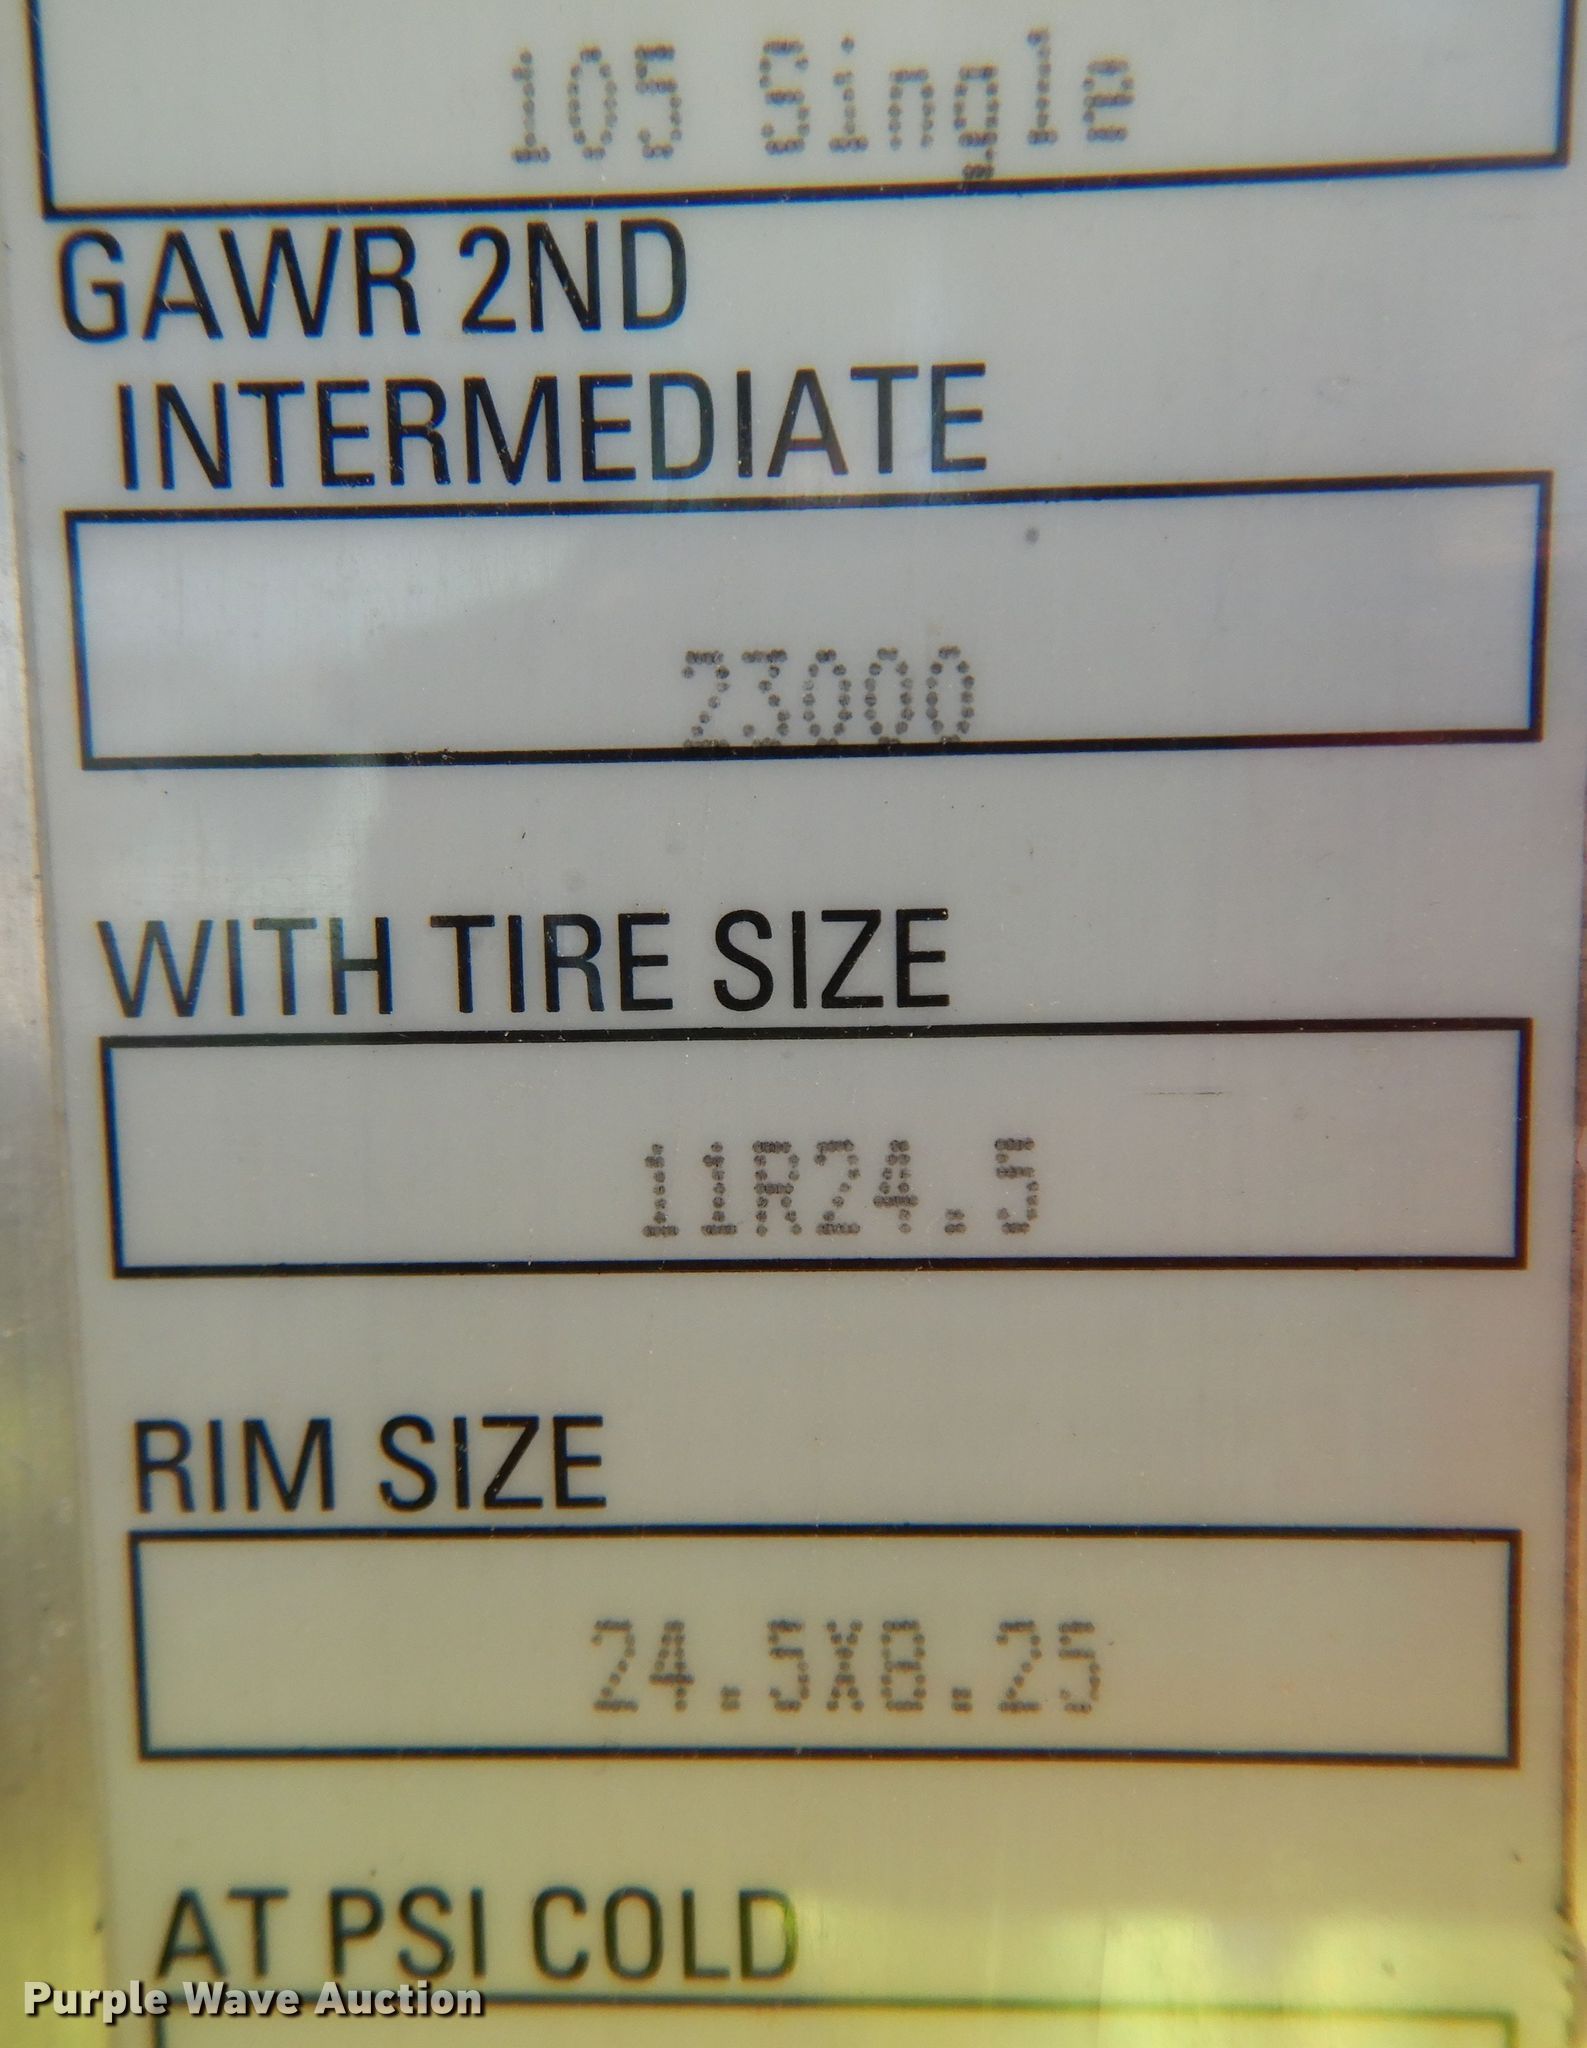 105 Single
GAWR 2ND
INTERMEDIATE
23000
WITH TIRE SIZE
11R24.5
RIM SIZE
24.5X8.25
AT PSI COLD
Purple Wave Auction